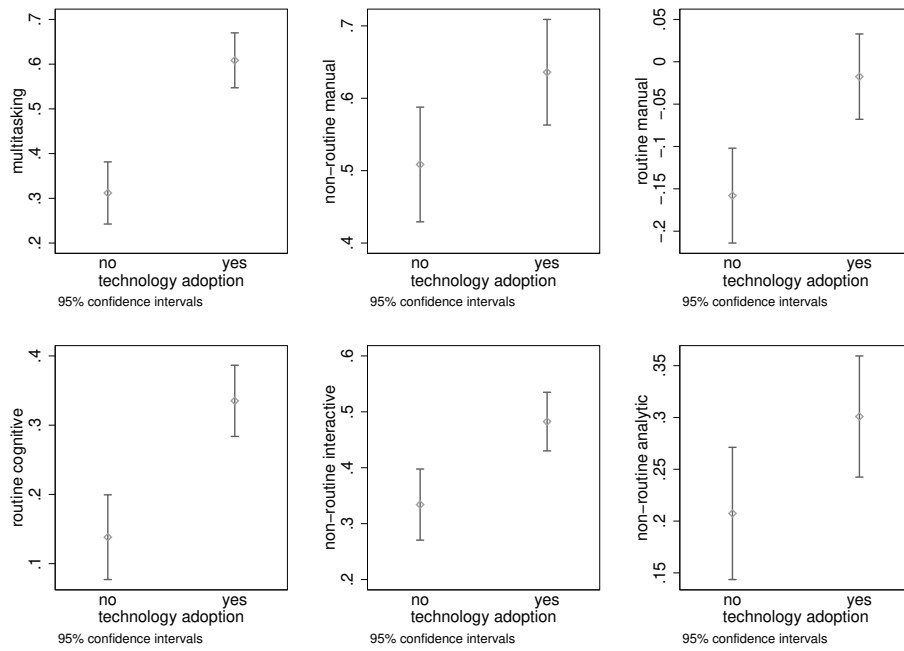 multitasking
.7
.6
.5
.4
.3
.2
no yes
technology adoption
95% confidence intervals
non−routine manual
.7
.6
.5
.4
no yes
technology adoption
95% confidence intervals
routine manual
.05
0
−.05
−.1
−.15
−.2
no yes
technology adoption
95% confidence intervals
routine cognitive
.4
.3
.2
.1
no yes
technology adoption
95% confidence intervals
non−routine interactive
.6
.5
.4
.3
.2
no yes
technology adoption
95% confidence intervals
non−routine analytic
.35
.3
.25
.2
.15
no yes
technology adoption
95% confidence intervals